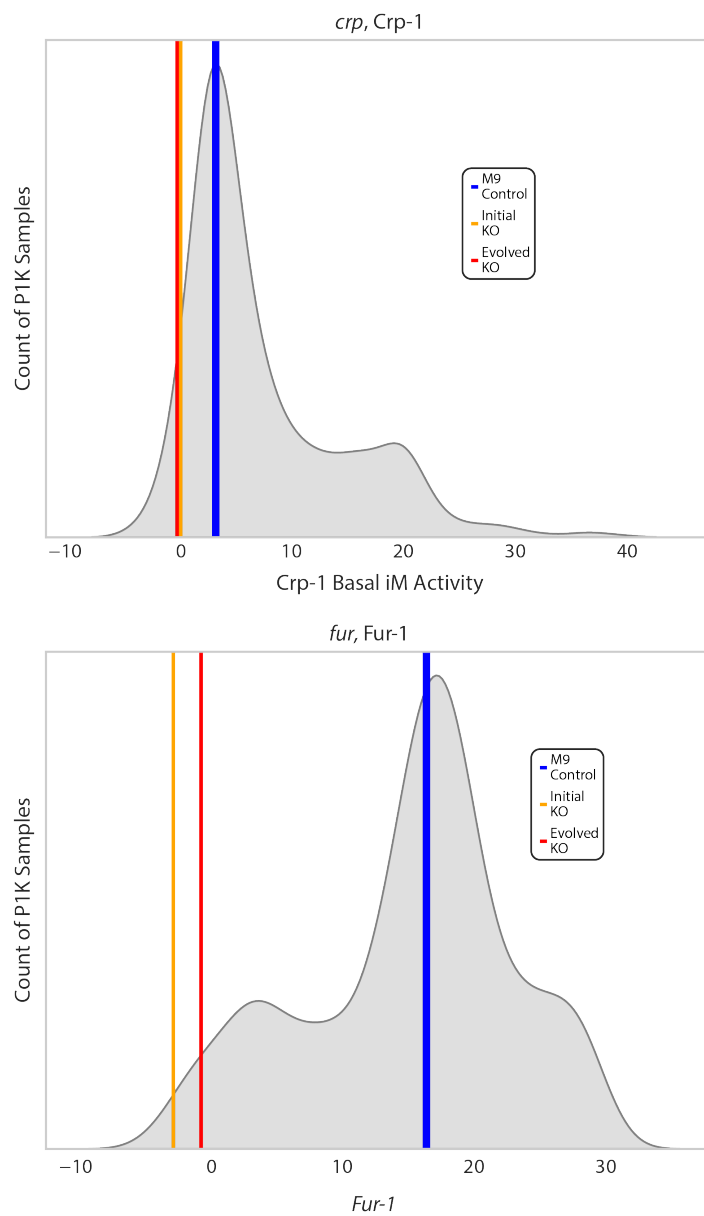 crp, Crp-1
Count of P1K Samples
M9
Control
Initial
KO
Evolved
KO
−10 0 10 20 30 40
Crp-1 Basal iM Activity
fur, Fur-1
Count of P1K Samples
M9
Control
Initial
KO
Evolved
KO
−10 0 10 20 30
Fur-1